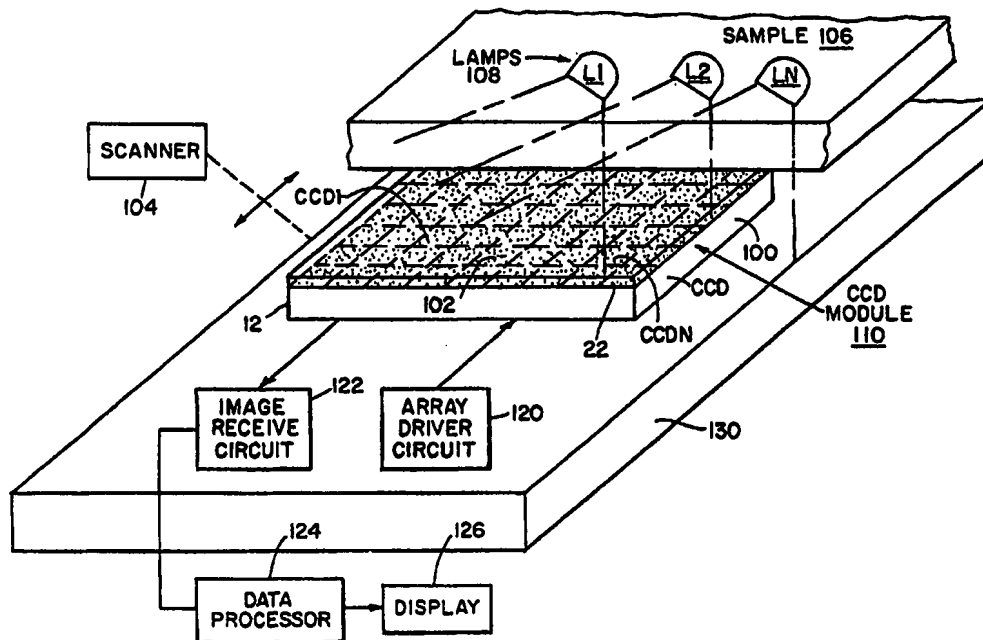 SAMPLE 106
LAMPS
108
L1
L2
LN
SCANNER
104
CCD1
102
100
CCD
CCD
MODULE
110
12
22
CCDN
122
IMAGE
RECEIVE
CIRCUIT
120
ARRAY
DRIVER
CIRCUIT
130
124
126
DATA
PROCESSOR
DISPLAY